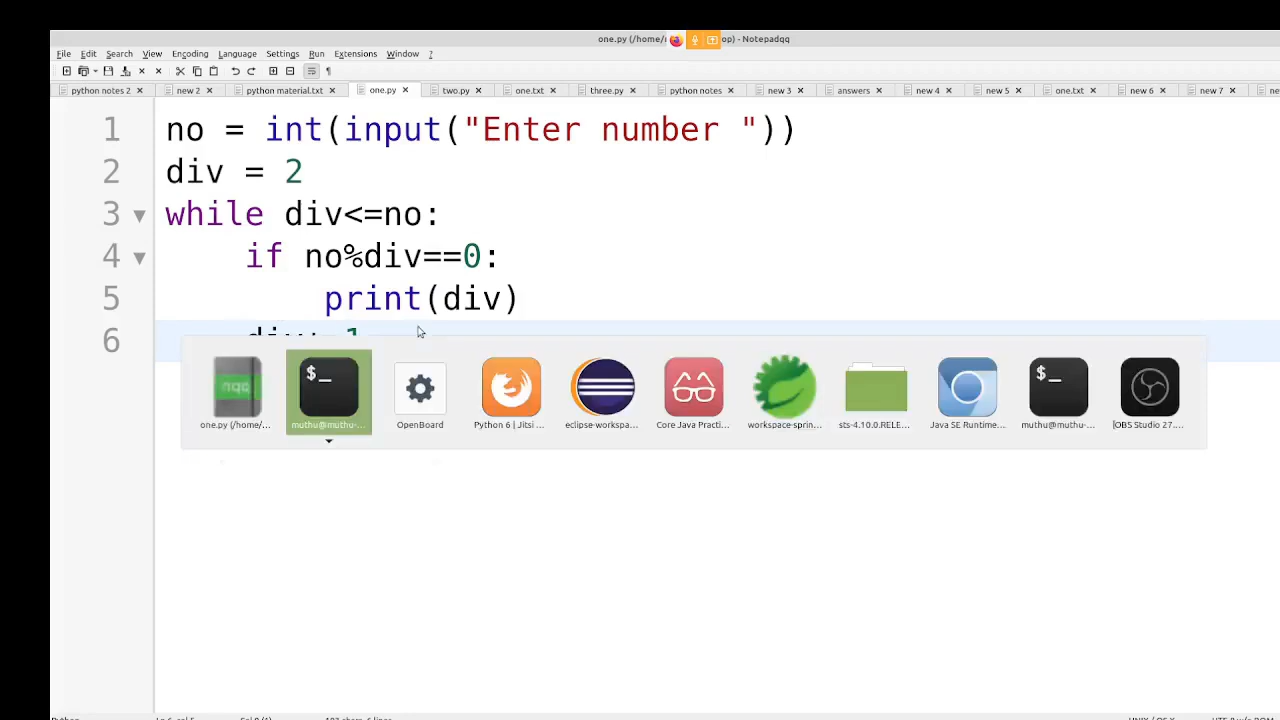 one.py (/home/r op) - Notepadqq
File Edit Search View Encoding Language Settings Run Extensions Window ?
python notes 2 new 2 python material.txt one.py two.py one.txt three.py python notes new 3 answers new 4 new 5 one.txt new 6 new 7
1 no = int(input("Enter number "))
2 div = 2
3 while div<=no:
4 if no%div==0:
5 print(div)
6
$_ $_
nqq
one.py (/home/... muthu@muthu-... OpenBoard Python 6 | Jitsi ... eclipse-workspa... Core Java Practi... workspace-sprin... sts-4.10.0.RELE... Java SE Runtime... muthu@muthu-... [OBS Studio 27....